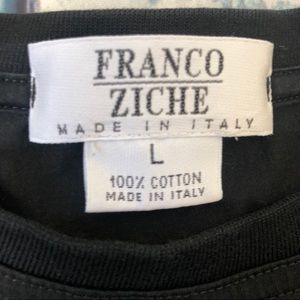 FRANCO
ZICHE
MADE IN ITALY
L
100% COTTON
MADE IN ITALY